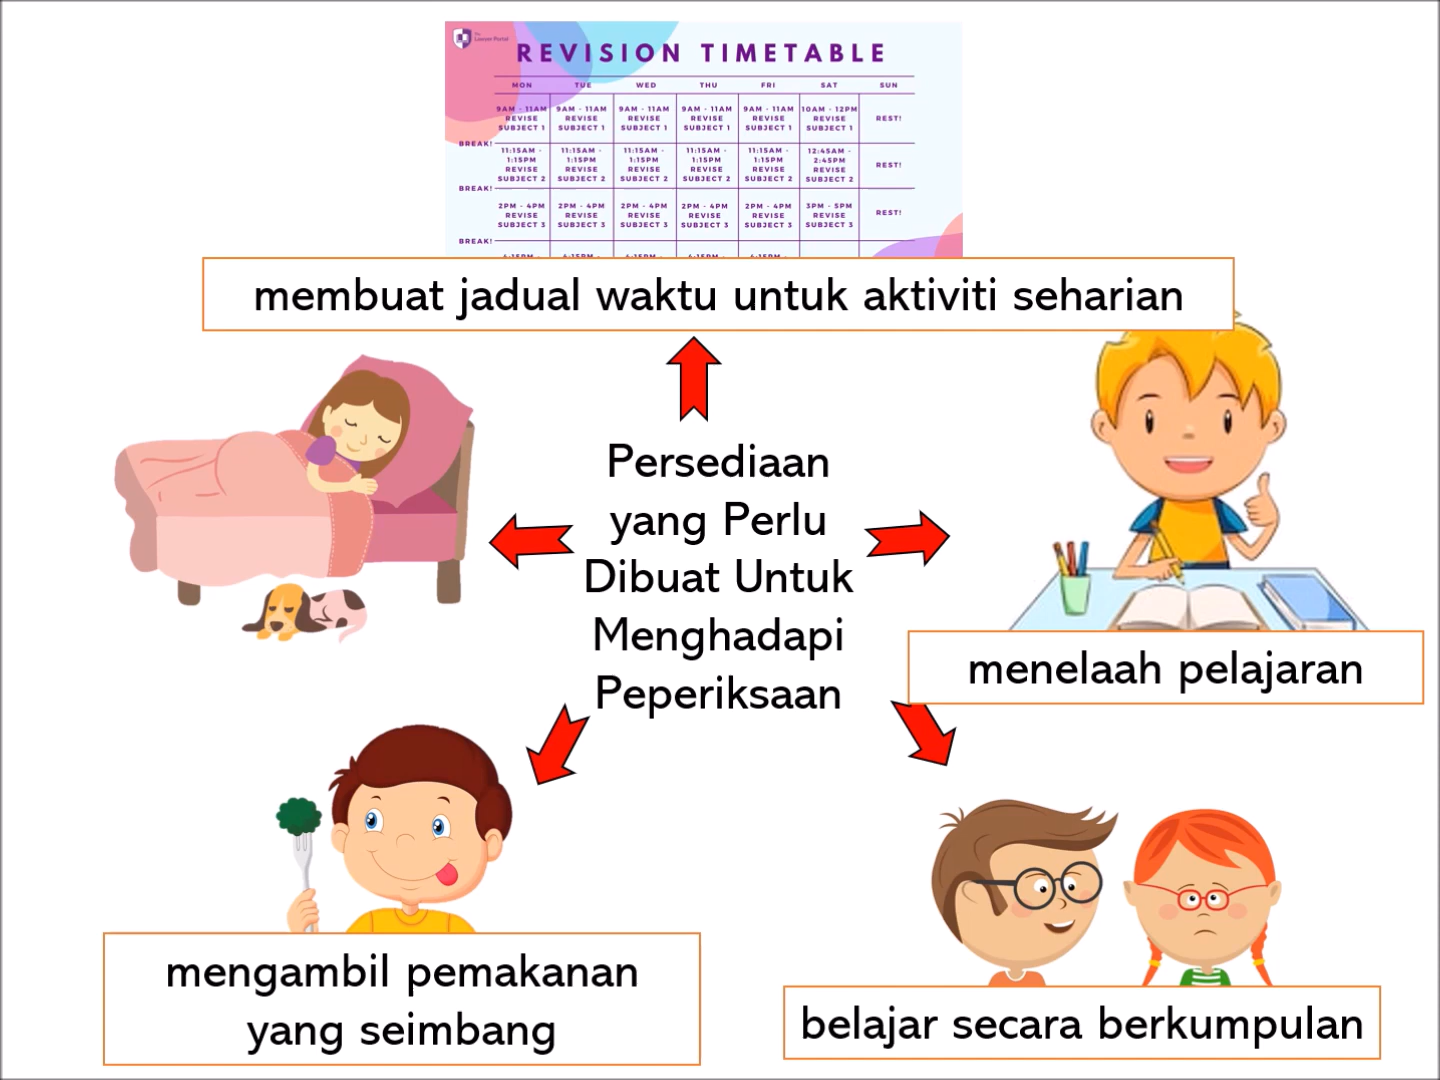 The
Lesson Portal
REVISION TIMETABLE
MON TUE WED THU FRI SAT SUN
9AM - 11AM 9AM - 11AM 9AM - 11AM 9AM - 11AM 9AM - 11AM 10AM - 12PM
REVISE REVISE REVISE REVISE REVISE REVISE REST!
SUBJECT 1 SUBJECT 1 SUBJECT 1 SUBJECT 1 SUBJECT 1 SUBJECT 1
BREAK!
11:15AM - 11:15AM - 11:15AM - 11:15AM - 11:15AM - 12:45AM -
1:15PM 1:15PM 1:15PM 1:15PM 1:15PM 2:45PM
REVISE REVISE REVISE REVISE REVISE REVISE REST!
SUBJECT 2 SUBJECT 2 SUBJECT 2 SUBJECT 2 SUBJECT 2 SUBJECT 2
BREAK!
2PM - 4PM 2PM - 4PM 2PM - 4PM 2PM - 4PM 2PM - 4PM 3PM - 5PM
REVISE REVISE REVISE REVISE REVISE REVISE REST!
SUBJECT 3 SUBJECT 3 SUBJECT 3 SUBJECT 3 SUBJECT 3 SUBJECT 3
BREAK!
membuat jadual waktu untuk aktiviti seharian
Persediaan
yang Perlu
Dibuat Untuk
Menghadapi
Peperiksaan
menelaah pelajaran
mengambil pemakanan
yang seimbang
belajar secara berkumpulan